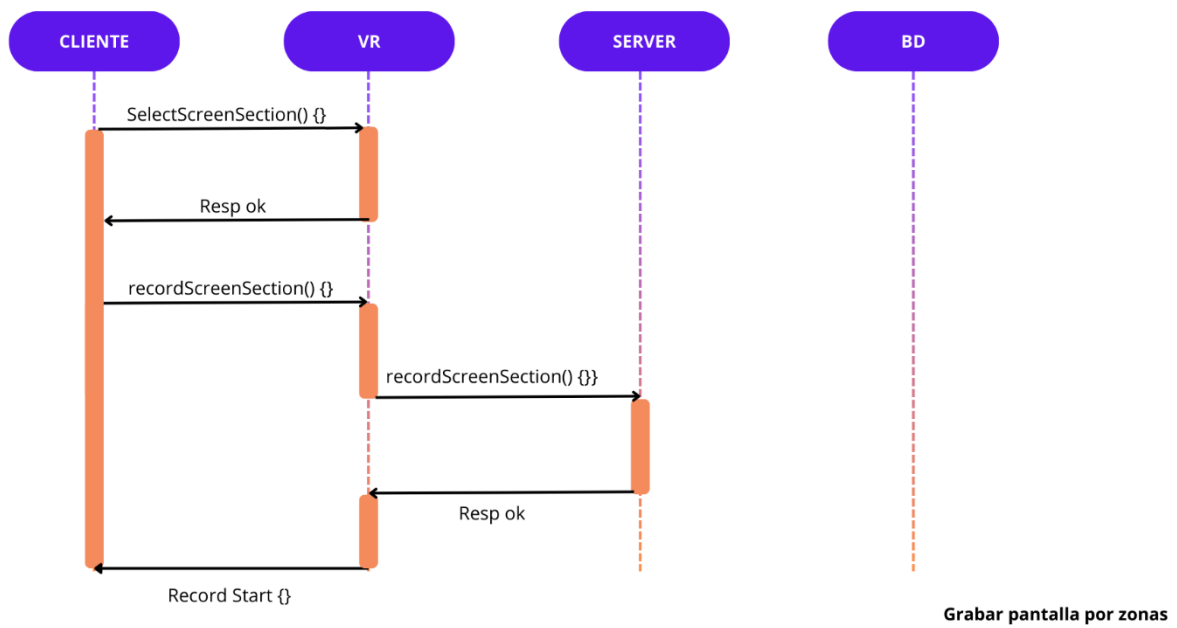 CLIENTE
VR
SERVER
BD
SelectScreenSection() {}
Resp ok
recordScreenSection() {}
recordScreenSection() {}}
Resp ok
Record Start {}
Grabar pantalla por zonas